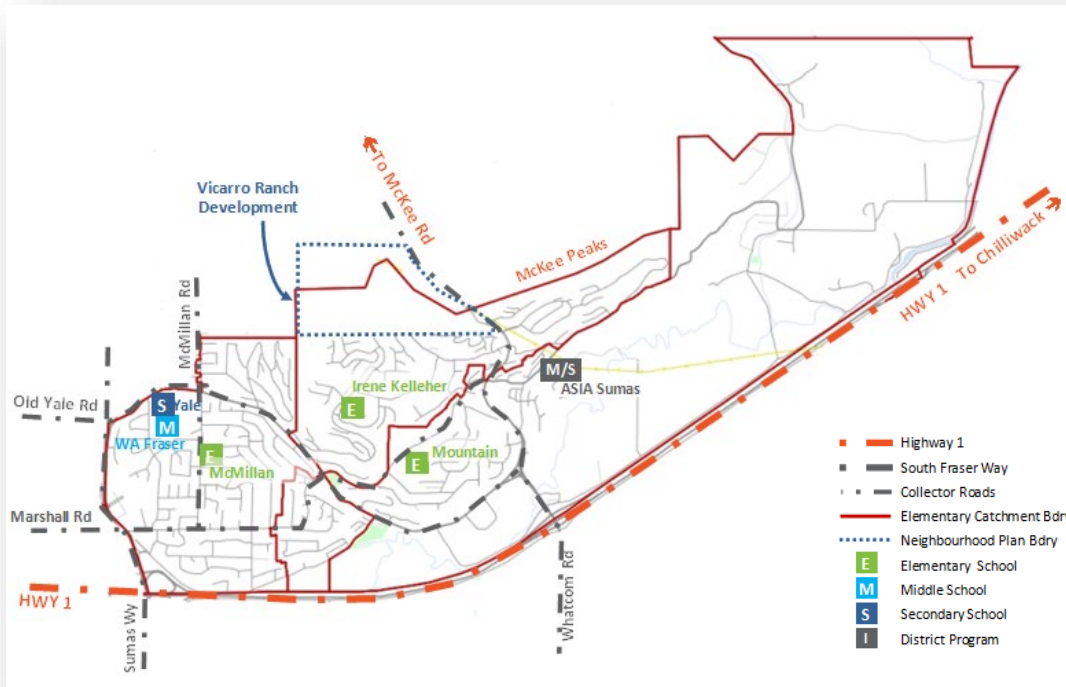 To McKee Rd
Vicarro Ranch
Development
McKee Peaks
To Chilliwack
HWY 1
McMillan Rd
Irene Kelleher
E
M/S
ASIA Sumas
Old Yale Rd
S Yale
M
WA Fraser
E
McMillan
Mountain
E
Marshall Rd
HWY 1
Sumas Wy
Whatcom Rd
Highway 1
South Fraser Way
Collector Roads
Elementary Catchment Bdry
Neighbourhood Plan Bdry
E Elementary School
M Middle School
S Secondary School
I District Program